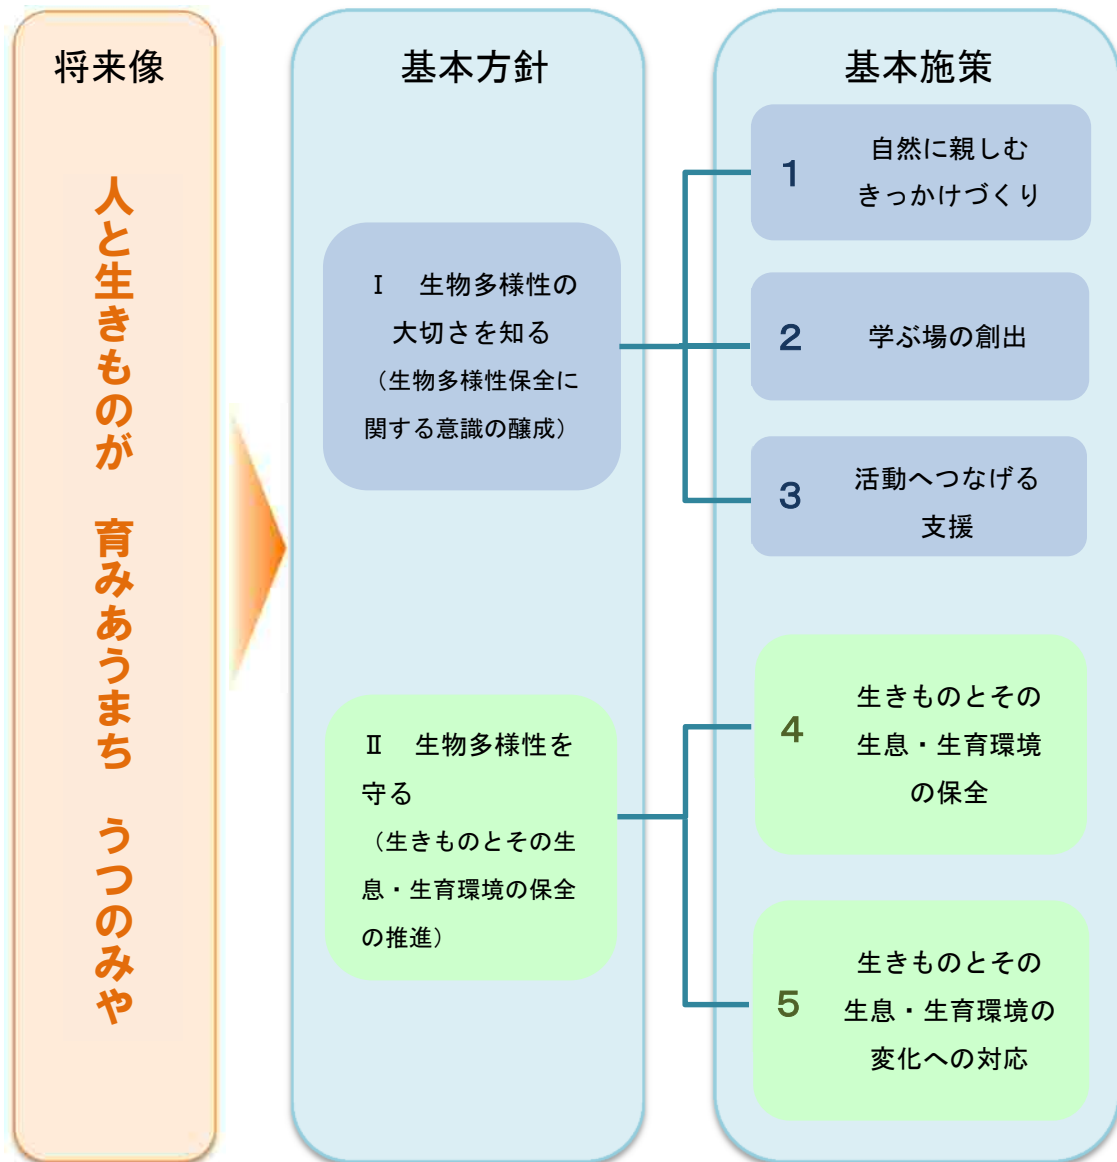 将来像
人と生きものが　育みあうまち　うつのみや
基本方針
Ⅰ　生物多様性の
大切さを知る
（生物多様性保全に
関する意識の醸成）
Ⅱ　生物多様性を
守る
（生きものとその生
息・生育環境の保全
の推進）
基本施策
1
自然に親しむ
きっかけづくり
2
学ぶ場の創出
3
活動へつなげる
支援
4
生きものとその
生息・生育環境
の保全
5
生きものとその
生息・生育環境の
変化への対応